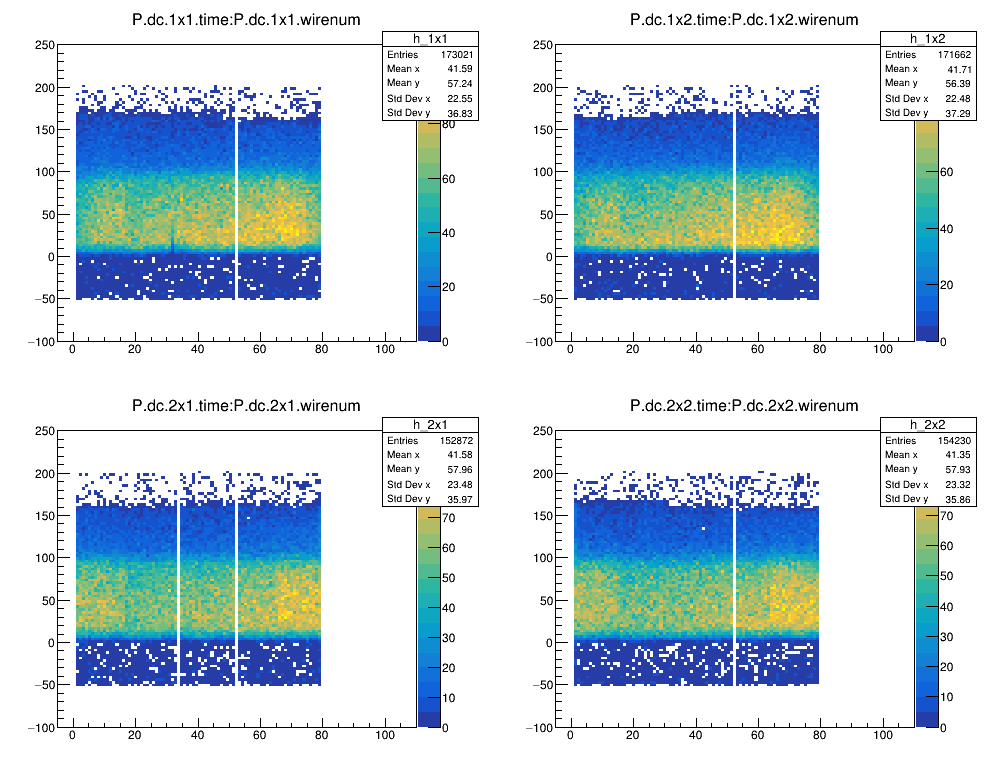 P.dc.1x1.time:P.dc.1x1.wirenum
h_1x1
Entries 173021
Mean x 41.59
Mean y 57.24
Std Dev x 22.55
Std Dev y 36.83
250
200
150
100
50
0
−50
−100
0 20 40 60 80 100
80
60
40
20
0
P.dc.1x2.time:P.dc.1x2.wirenum
h_1x2
Entries 171662
Mean x 41.71
Mean y 56.39
Std Dev x 22.48
Std Dev y 37.29
250
200
150
100
50
0
−50
−100
0 20 40 60 80 100
60
40
20
0
P.dc.2x1.time:P.dc.2x1.wirenum
h_2x1
Entries 152872
Mean x 41.58
Mean y 57.96
Std Dev x 23.48
Std Dev y 35.97
250
200
150
100
50
0
−50
−100
0 20 40 60 80 100
70
60
50
40
30
20
10
0
P.dc.2x2.time:P.dc.2x2.wirenum
h_2x2
Entries 154230
Mean x 41.35
Mean y 57.93
Std Dev x 23.32
Std Dev y 35.86
250
200
150
100
50
0
−50
−100
0 20 40 60 80 100
70
60
50
40
30
20
10
0